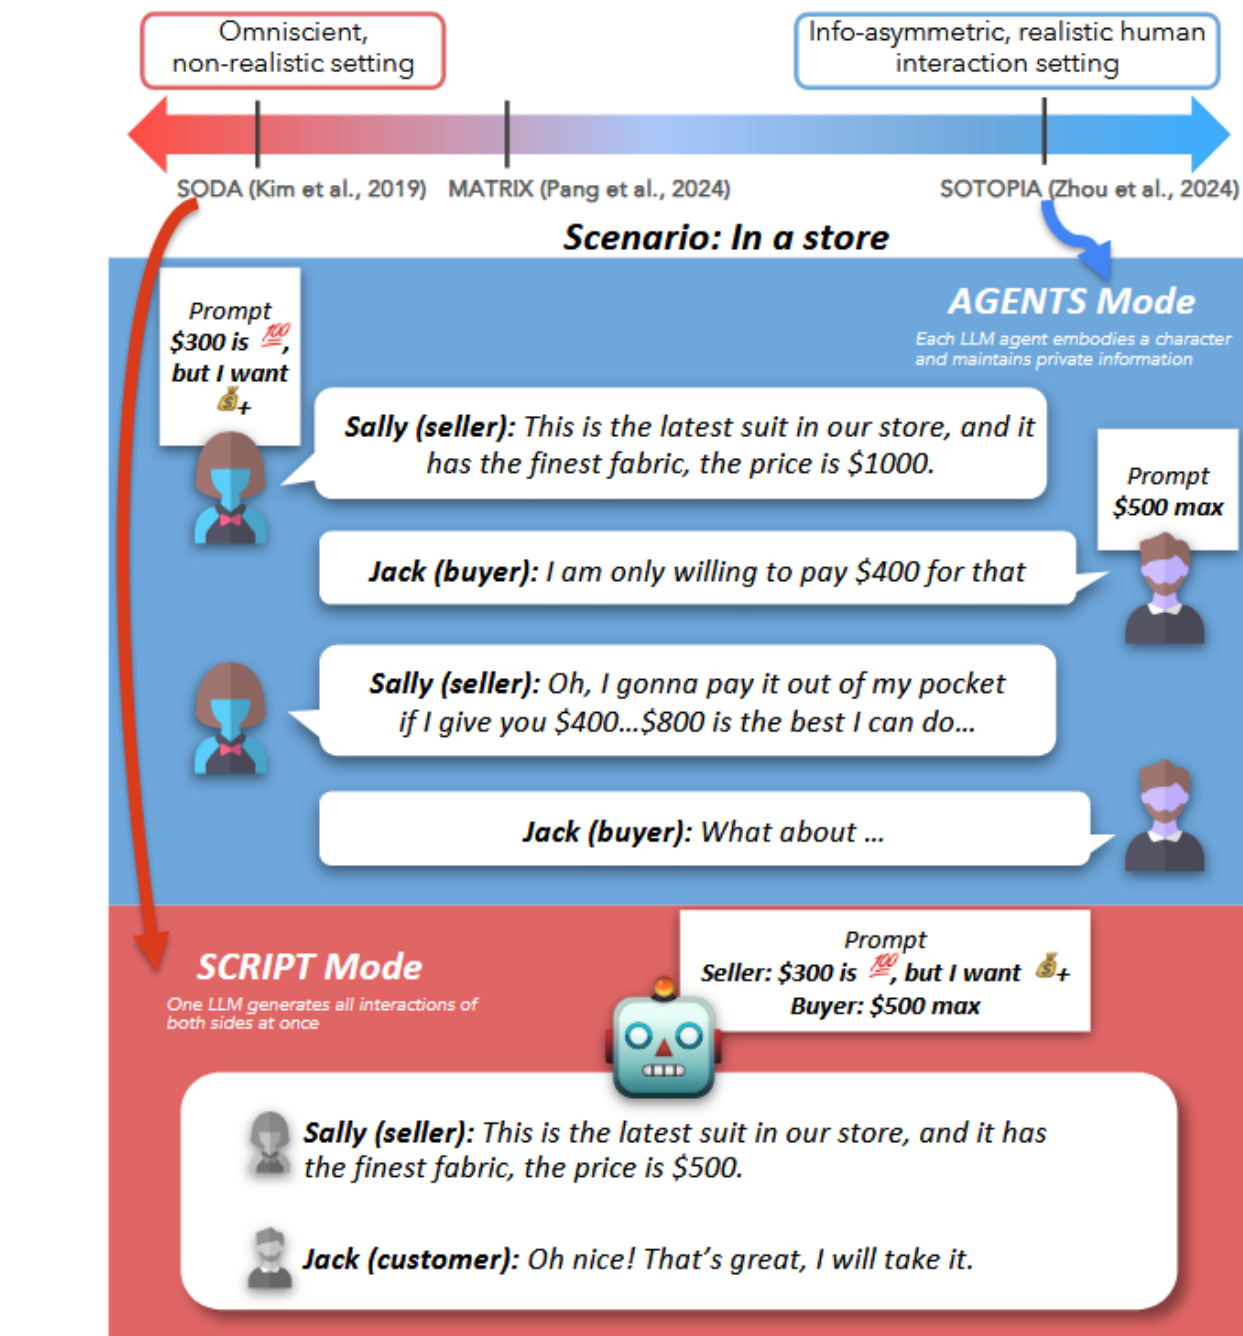 Omniscient,
non-realistic setting
Info-asymmetric, realistic human
interaction setting
SODA (Kim et al., 2019)
MATRIX (Pang et al., 2024)
SOTOPIA (Zhou et al., 2024)
Scenario: In a store
AGENTS Mode
Each LLM agent embodies a character
and maintains private information
Prompt
$300 is 💯,
but I want
💰+
Sally (seller): This is the latest suit in our store, and it
has the finest fabric, the price is $1000.
Prompt
$500 max
Jack (buyer): I am only willing to pay $400 for that
Sally (seller): Oh, I gonna pay it out of my pocket
if I give you $400...$800 is the best I can do...
Jack (buyer): What about ...
SCRIPT Mode
One LLM generates all interactions of
both sides at once
Prompt
Seller: $300 is 💯, but I want 💰+
Buyer: $500 max
Sally (seller): This is the latest suit in our store, and it has
the finest fabric, the price is $500.
Jack (customer): Oh nice! That's great, I will take it.